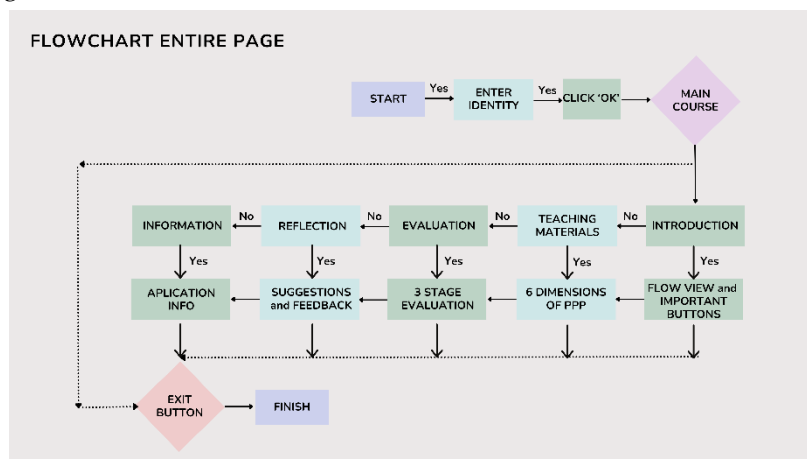 FLOWCHART ENTIRE PAGE
START
Yes
ENTER
IDENTITY
Yes
CLICK 'OK'
MAIN
COURSE
INFORMATION
No
REFLECTION
No
EVALUATION
No
TEACHING
MATERIALS
No
INTRODUCTION
Yes
Yes
Yes
Yes
Yes
APLICATION
INFO
SUGGESTIONS
and FEEDBACK
3 STAGE
EVALUATION
6 DIMENSIONS
OF PPP
FLOW VIEW and
IMPORTANT
BUTTONS
EXIT
BUTTON
FINISH